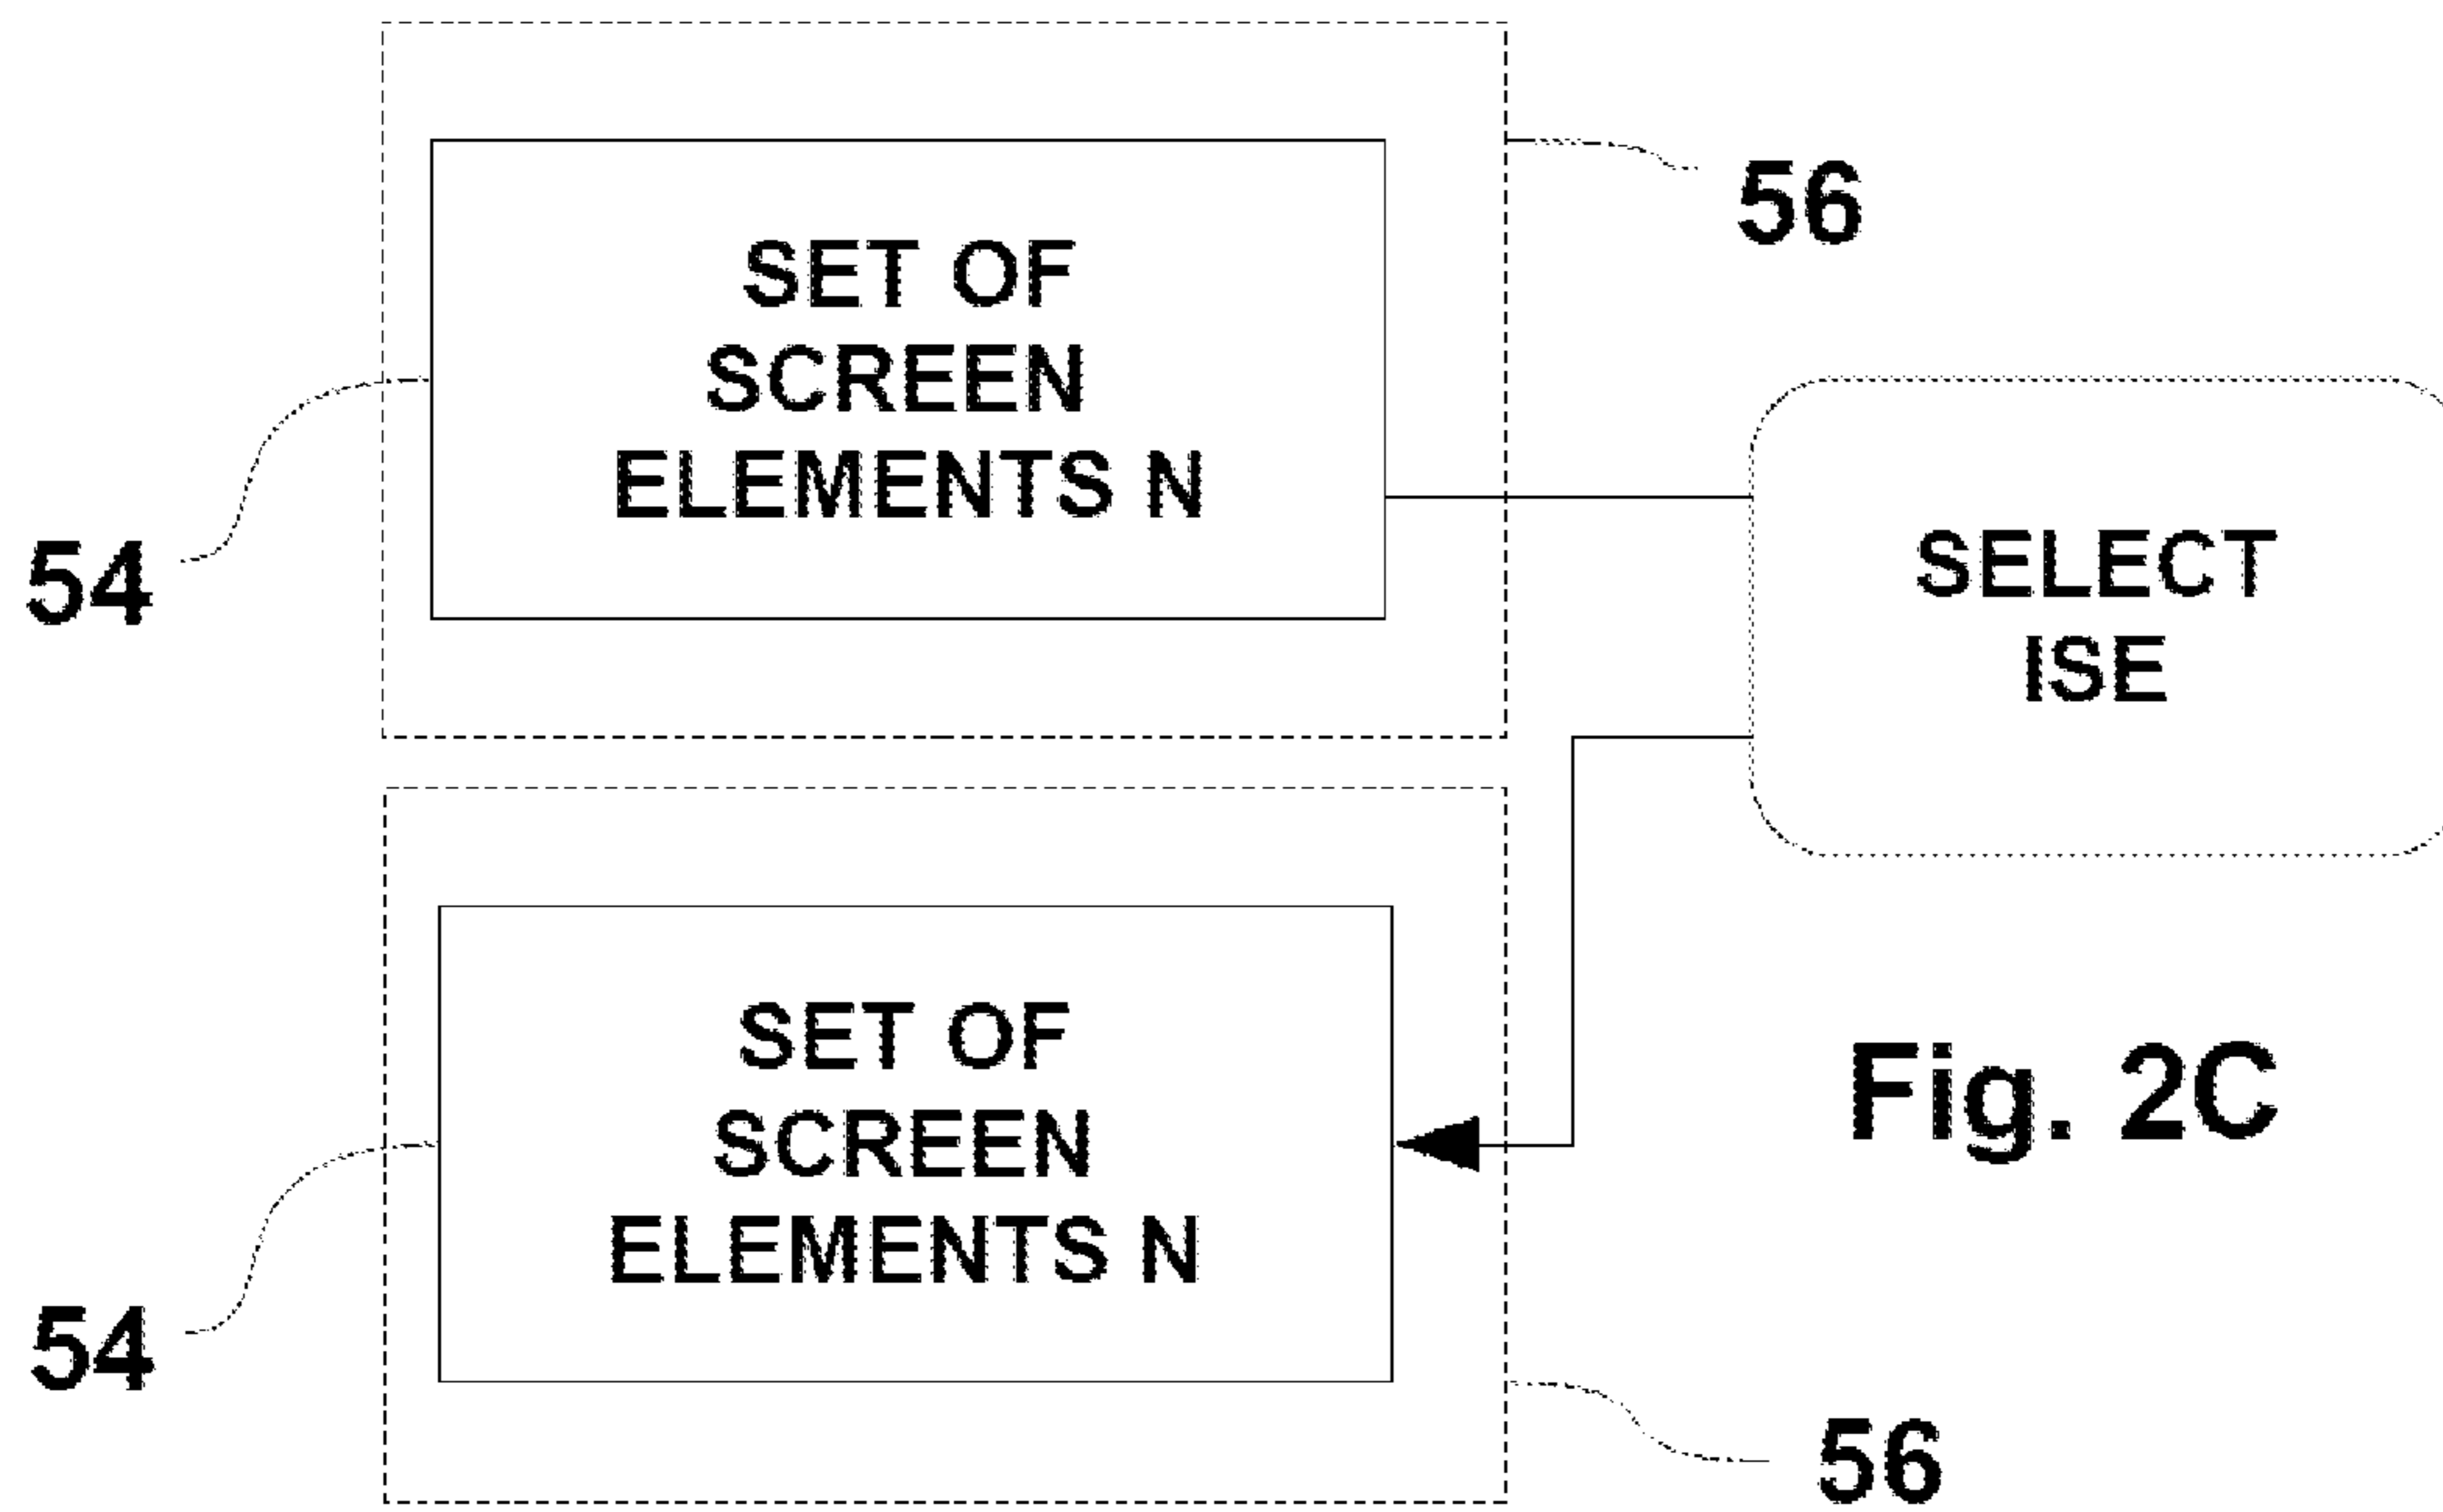 56
SET OF
SCREEN
ELEMENTS N
54
SELECT
ISE
SET OF
SCREEN
ELEMENTS N
Fig. 2C
54
56